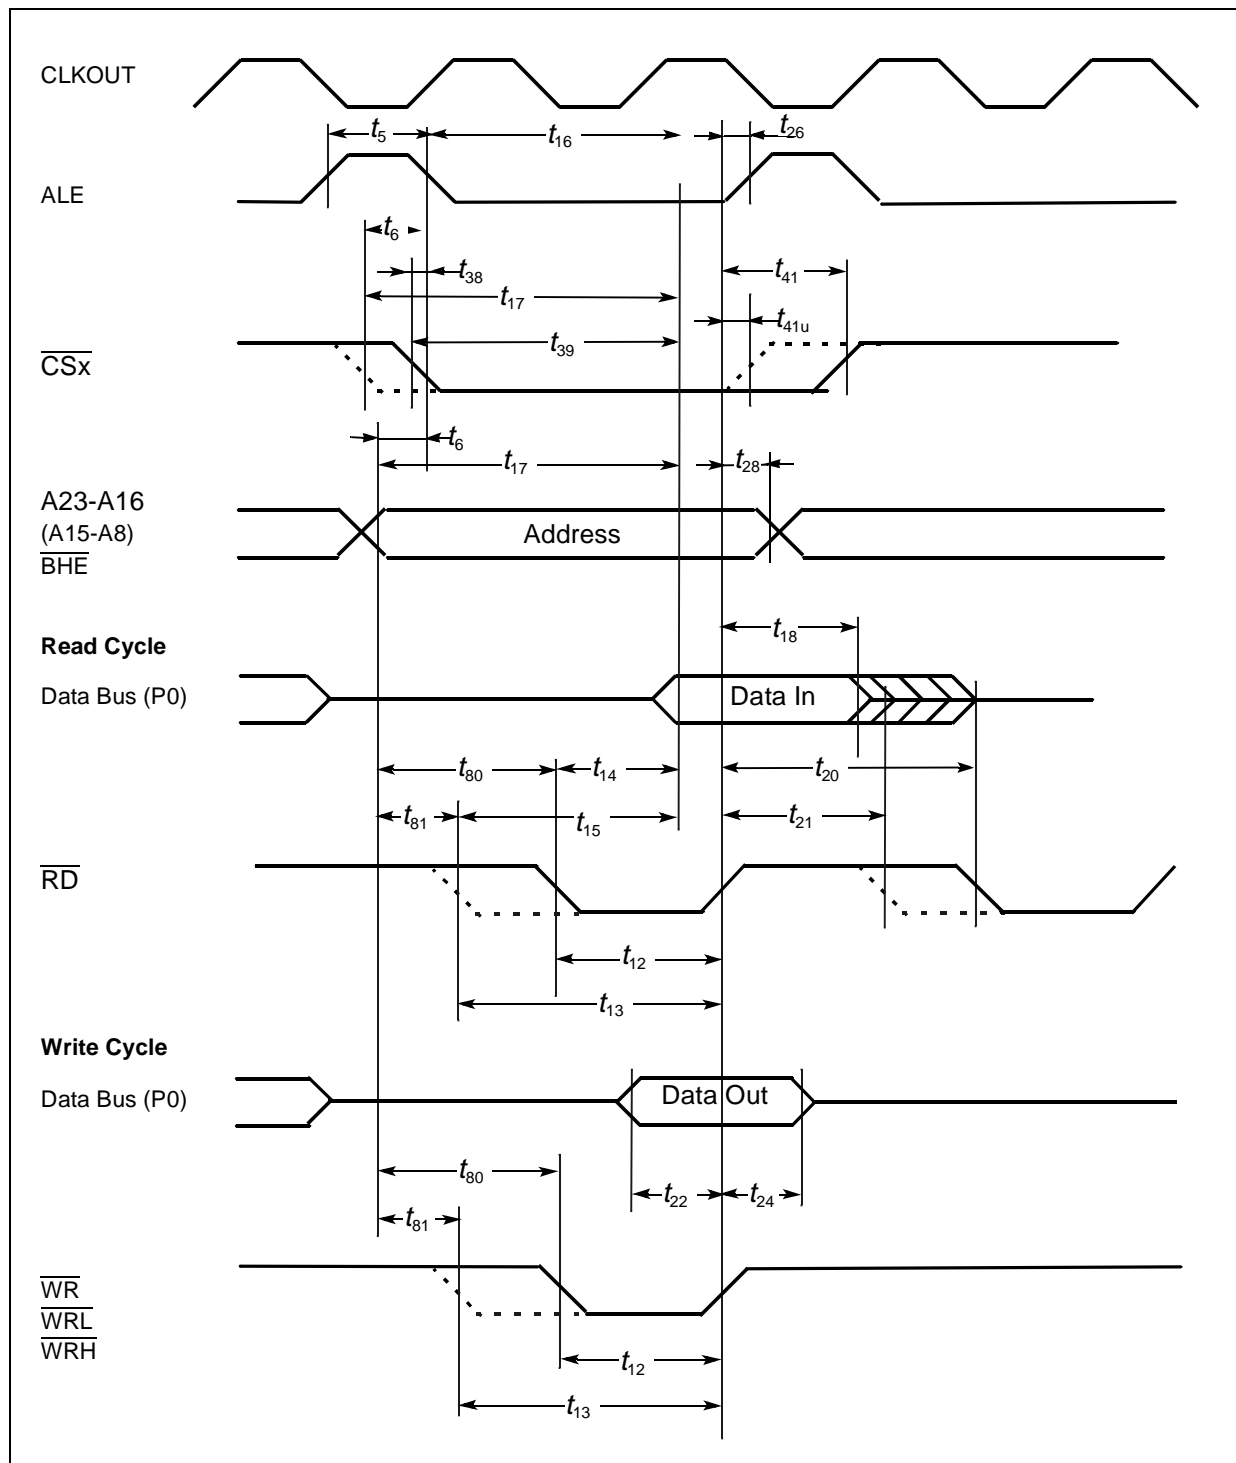 CLKOUT
t5
t16
t26
ALE
t6
t38
t41
t17
t41u
t39
CSx
t6
t17
t28
A23-A16
(A15-A8)
Address
BHE
t18
Read Cycle
Data Bus (P0)
Data In
t80
t14
t20
t81
t15
t21
RD
t12
t13
Write Cycle
Data Bus (P0)
Data Out
t80
t22
t24
t81
WR
WRL
WRH
t12
t13